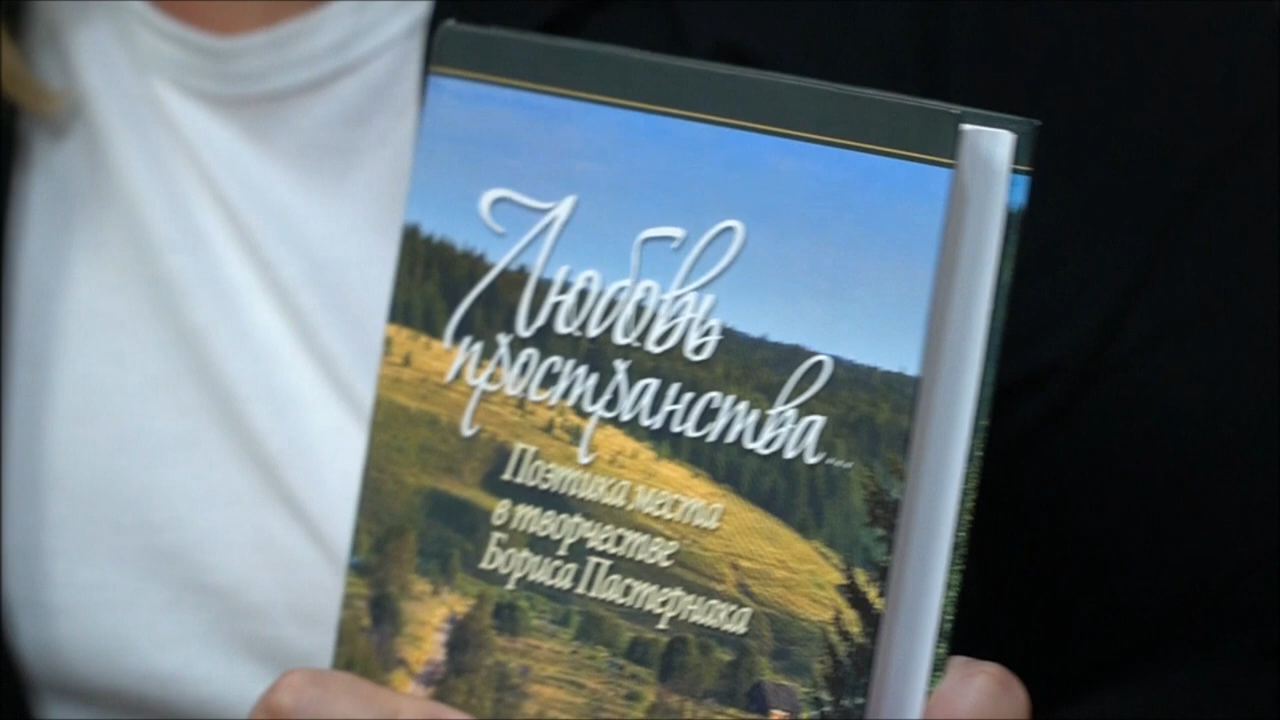 Любовь
пространства...
Поэтика места
в творчестве
Бориса Пастернака